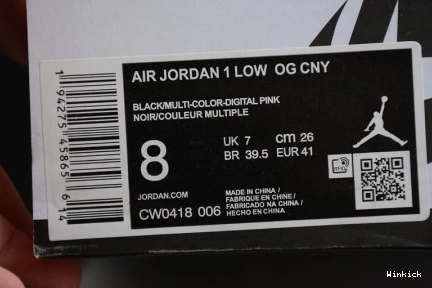 AIR JORDAN 1 LOW OG CNY
BLACK/MULTI-COLOR-DIGITAL PINK
NOIR/COULEUR MULTIPLE
8
UK 7 cm 26
BR 39.5 EUR 41
JORDAN.COM
CW0418 006
MADE IN CHINA /
FABRIQUE EN CHINE /
FABRICADO NA CHINA /
HECHO EN CHINA
1 94275 45865 6 14
Winkick